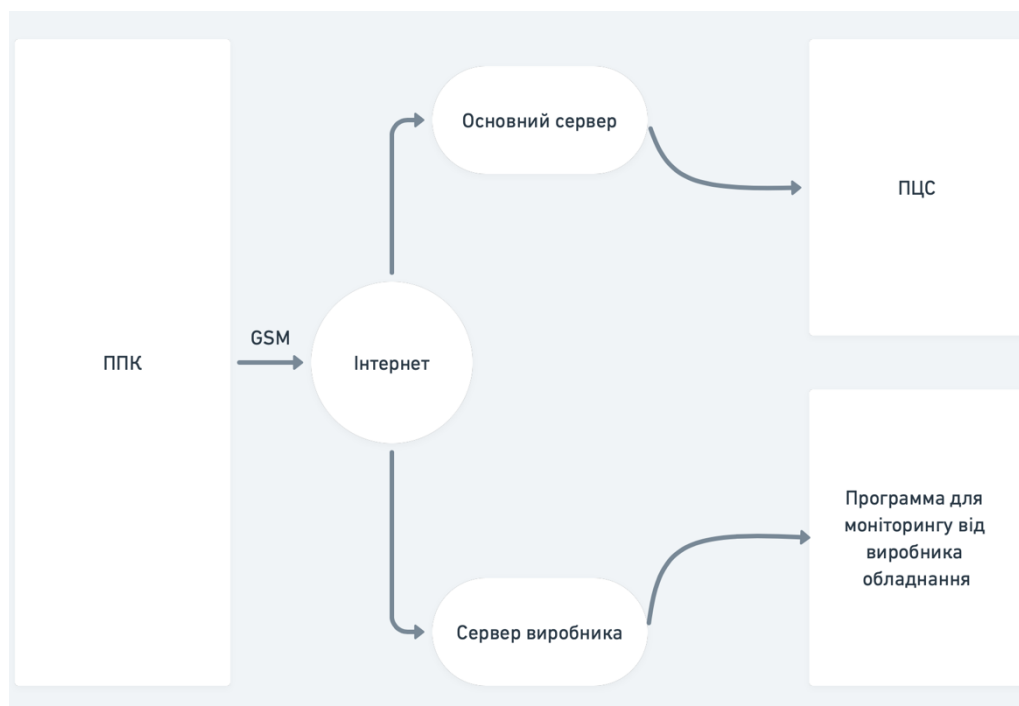 Основний сервер
ПЦС
GSM
ППК
Інтернет
Программа для
моніторингу від
виробника
обладнання
Сервер виробника